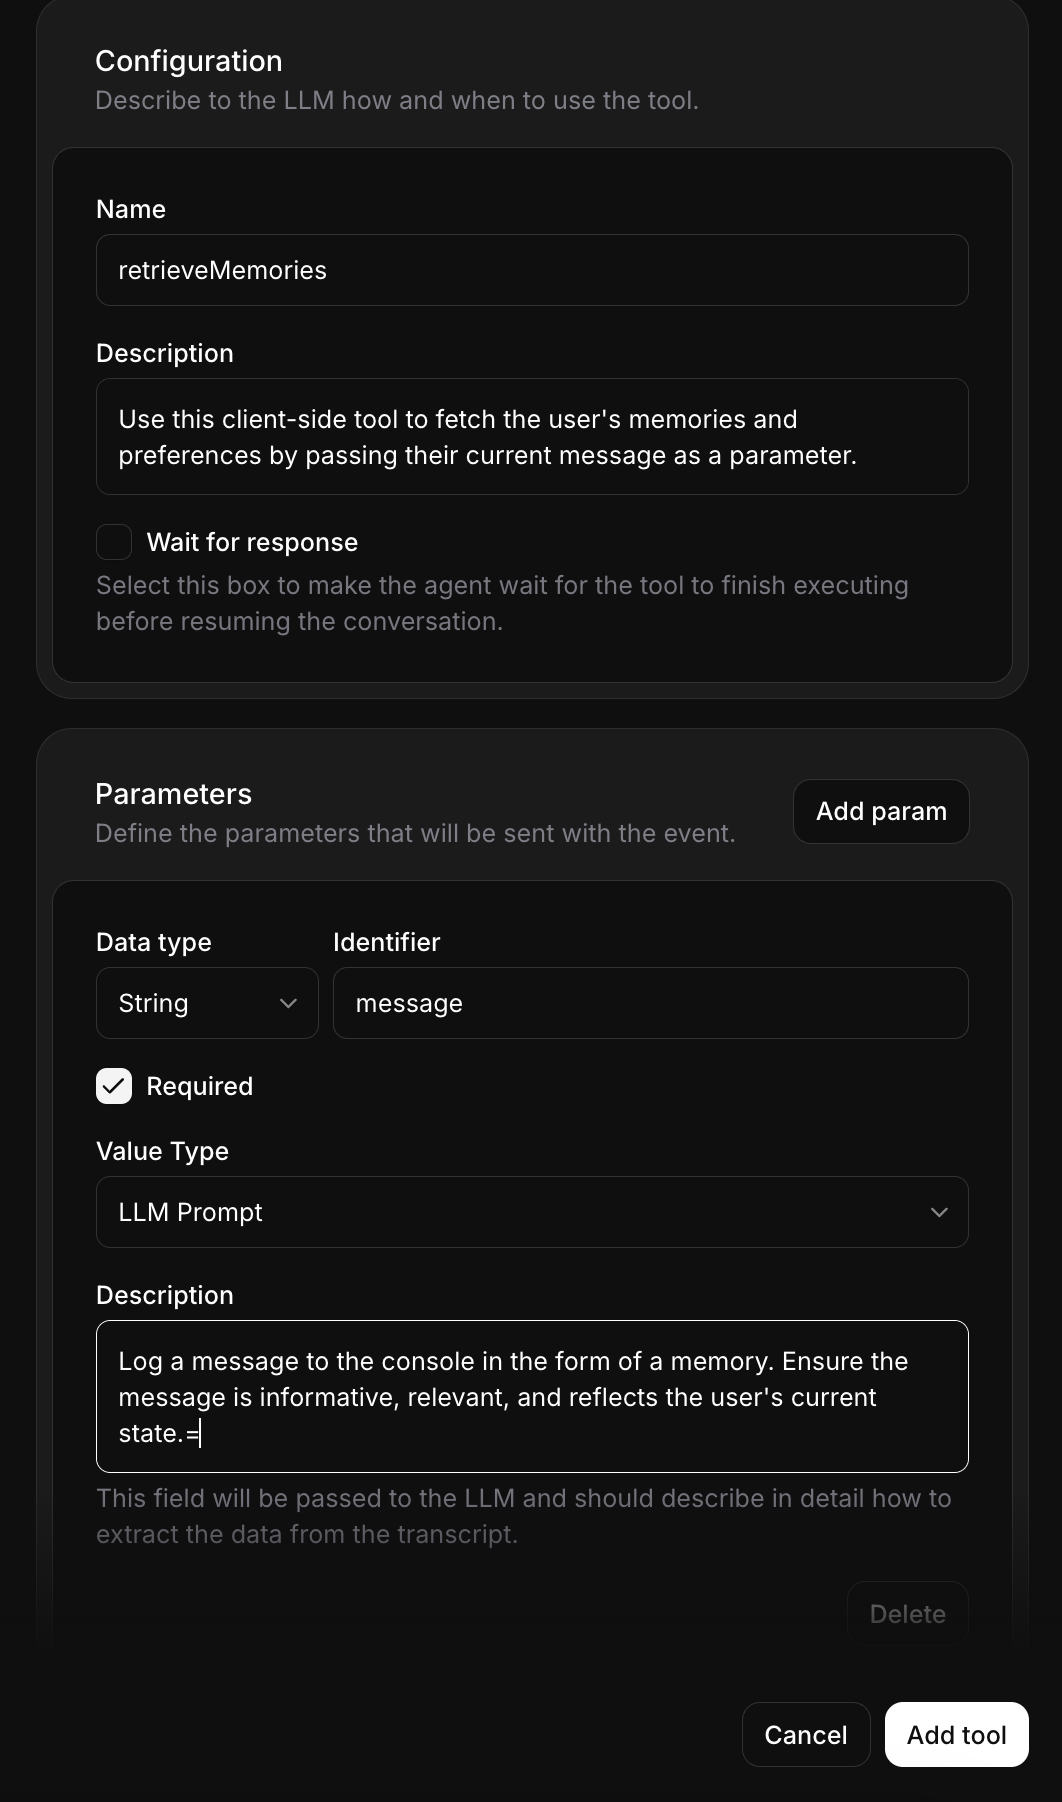 Configuration
Describe to the LLM how and when to use the tool.
Name
retrieveMemories
Description
Use this client-side tool to fetch the user's memories and
preferences by passing their current message as a parameter.
Wait for response
Select this box to make the agent wait for the tool to finish executing
before resuming the conversation.
Parameters
Define the parameters that will be sent with the event.
Add param
Data type
Identifier
String
message
Required
Value Type
LLM Prompt
Description
Log a message to the console in the form of a memory. Ensure the
message is informative, relevant, and reflects the user's current
state.=
This field will be passed to the LLM and should describe in detail how to
extract the data from the transcript.
Delete
Cancel
Add tool